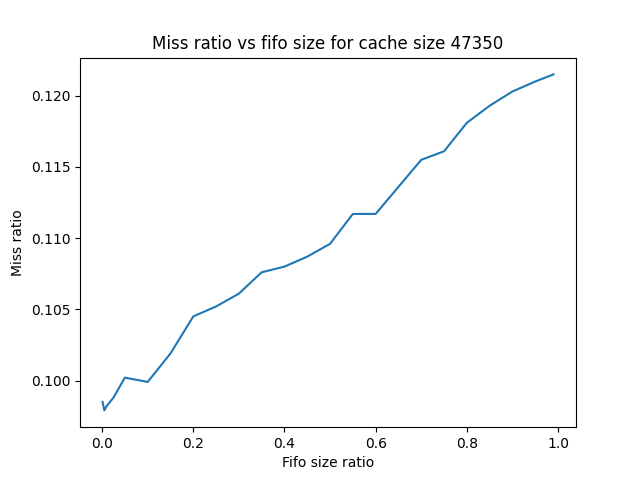 Miss ratio vs fifo size for cache size 47350
Miss ratio
0.120
0.115
0.110
0.105
0.100
0.0 0.2 0.4 0.6 0.8 1.0
Fifo size ratio